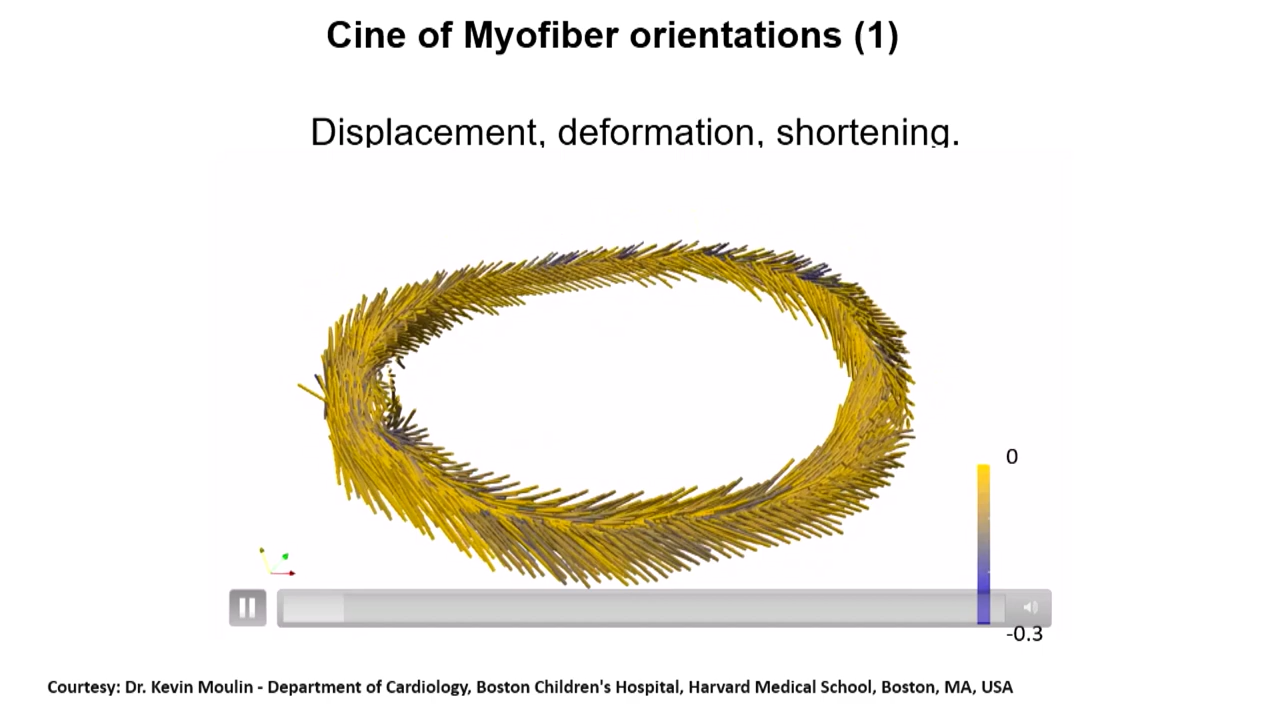 Cine of Myofiber orientations (1)
Displacement, deformation, shortening.
0
-0.3
Courtesy: Dr. Kevin Moulin - Department of Cardiology, Boston Children's Hospital, Harvard Medical School, Boston, MA, USA